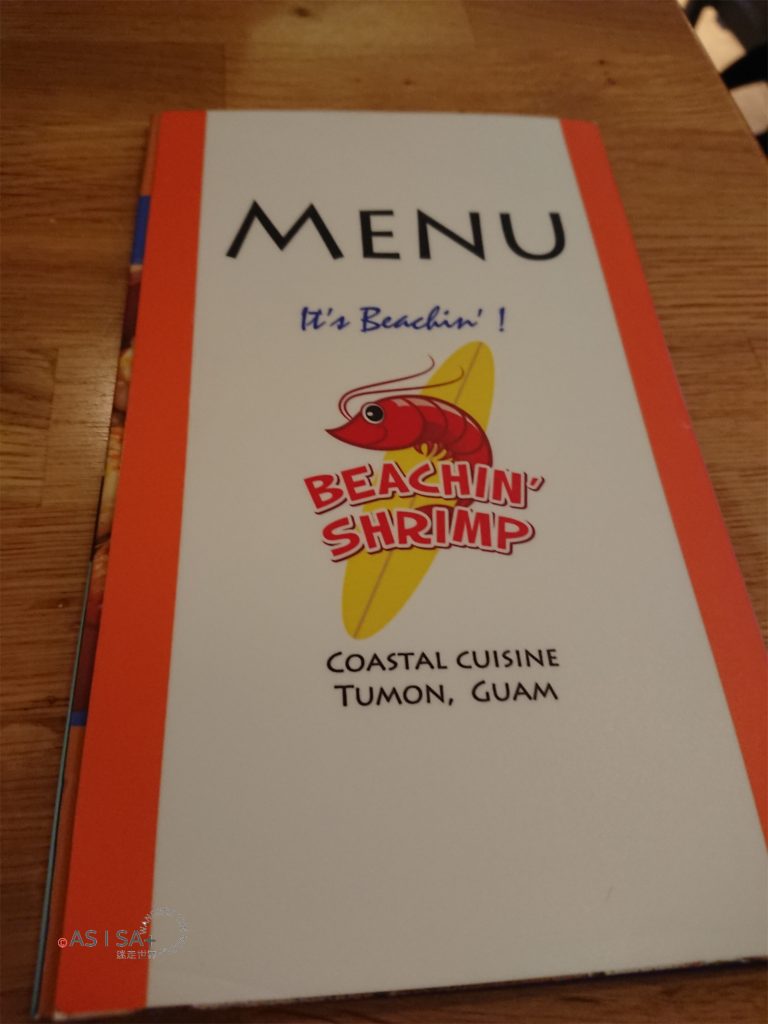 MENU
It's Beachin' !
BEACHIN'
SHRIMP
COASTAL CUISINE
TUMON, GUAM
© AS I SA+